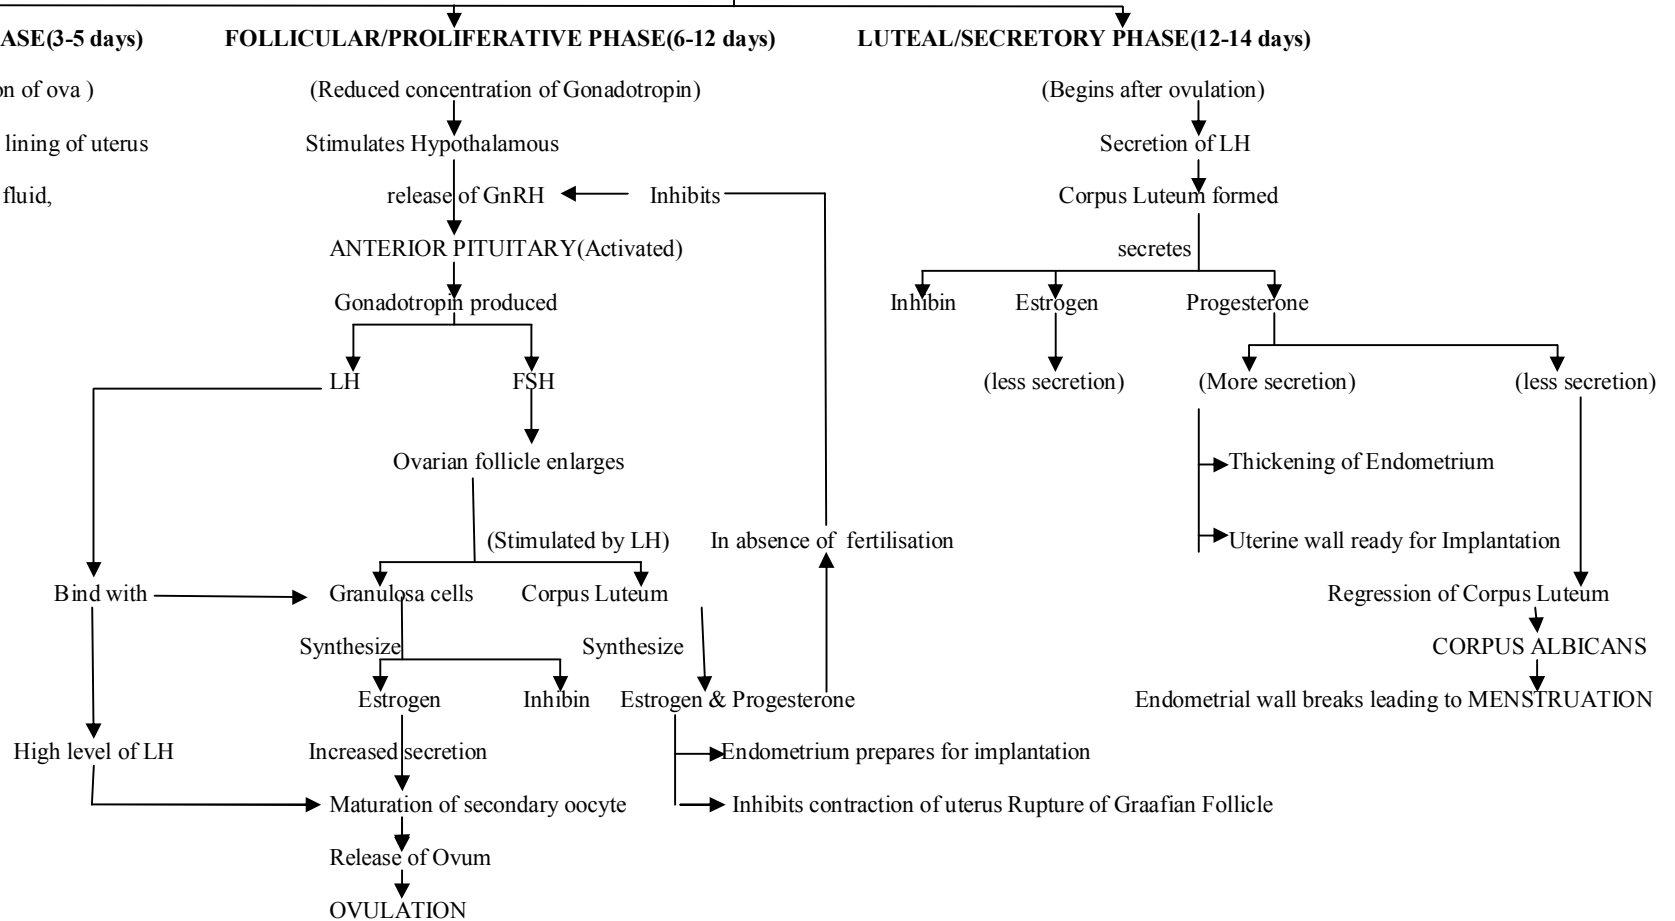 ASE(3-5 days)
on of ova )
lining of uterus
fluid,
FOLLICULAR/PROLIFERATIVE PHASE(6-12 days)
(Reduced concentration of Gonadotropin)
Stimulates Hypothalamous
release of GnRH
Inhibits
ANTERIOR PITUITARY(Activated)
Gonadotropin produced
LH
FSH
Ovarian follicle enlarges
(Stimulated by LH)
In absence of fertilisation
Bind with
Granulosa cells
Corpus Luteum
Synthesize
Synthesize
Estrogen
Inhibin
Estrogen & Progesterone
High level of LH
Increased secretion
Endometrium prepares for implantation
Maturation of secondary oocyte
Inhibits contraction of uterus Rupture of Graafian Follicle
Release of Ovum
OVULATION
LUTEAL/SECRETORY PHASE(12-14 days)
(Begins after ovulation)
Secretion of LH
Corpus Luteum formed
secretes
Inhibin
Estrogen
Progesterone
(less secretion)
(More secretion)
(less secretion)
Thickening of Endometrium
Uterine wall ready for Implantation
Regression of Corpus Luteum
CORPUS ALBICANS
Endometrial wall breaks leading to MENSTRUATION